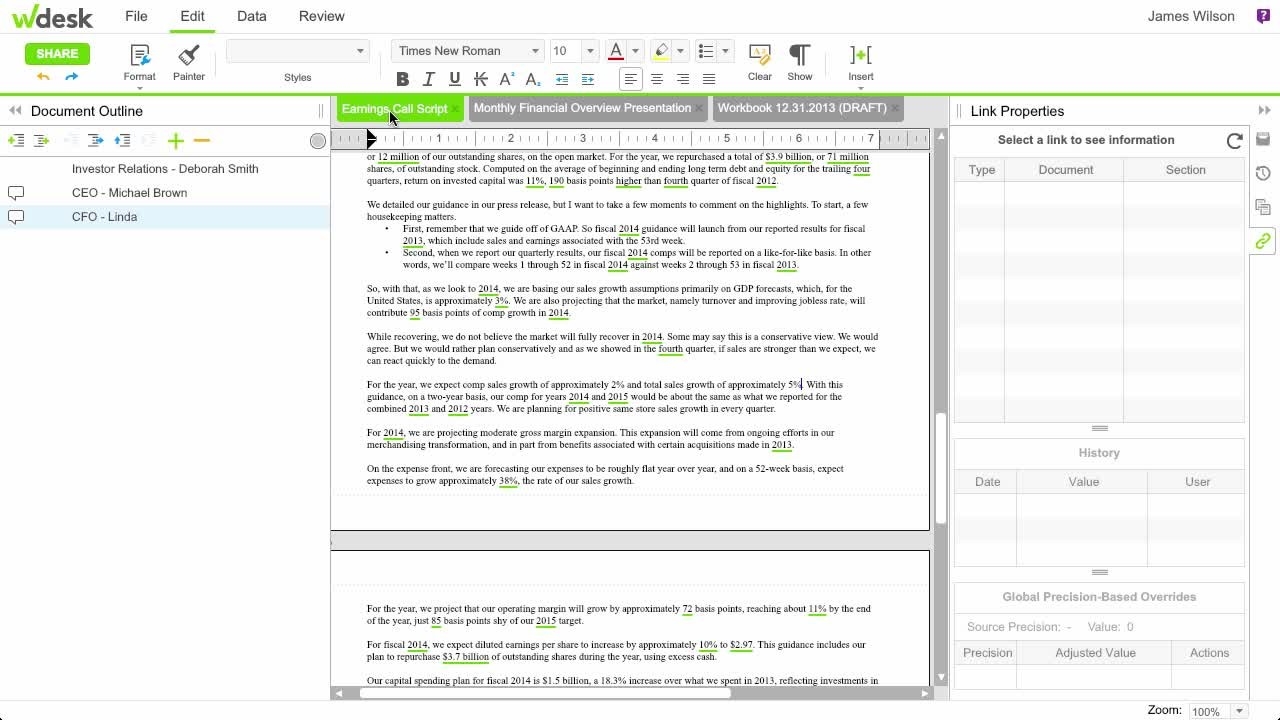 wdesk
File
Edit
Data
Review
James Wilson
?
SHARE
Format
Painter
Styles
Times New Roman
10
A
B I U K A A
Clear
Show
Insert
Document Outline
Earnings Call Script ×
Monthly Financial Overview Presentation ×
Workbook 12.31.2013 (DRAFT) ×
Link Properties
Investor Relations - Deborah Smith
CEO - Michael Brown
CFO - Linda
1 2 3 4 5 6 7
or 12 million of our outstanding shares, on the open market. For the year, we repurchased a total of $3.9 billion, or 71 million
shares, of outstanding stock. Computed on the average of beginning and ending long term debt and equity for the trailing four
quarters, return on invested capital was 11%, 190 basis points higher than fourth quarter of fiscal 2012.
We detailed our guidance in our press release, but I want to take a few moments to comment on the highlights. To start, a few
housekeeping matters.
• First, remember that we guide off of GAAP. So fiscal 2014 guidance will launch from our reported results for fiscal
2013, which include sales and earnings associated with the 53rd week.
• Second, when we report our quarterly results, our fiscal 2014 comps will be reported on a like-for-like basis. In other
words, we'll compare weeks 1 through 52 in fiscal 2014 against weeks 2 through 53 in fiscal 2013.
So, with that, as we look to 2014, we are basing our sales growth assumptions primarily on GDP forecasts, which, for the
United States, is approximately 3%. We are also projecting that the market, namely turnover and improving jobless rate, will
contribute 95 basis points of comp growth in 2014.
While recovering, we do not believe the market will fully recover in 2014. Some may say this is a conservative view. We would
agree. But we would rather plan conservatively and as we showed in the fourth quarter, if sales are stronger than we expect, we
can react quickly to the demand.
For the year, we expect comp sales growth of approximately 2% and total sales growth of approximately 5%. With this
guidance, on a two-year basis, our comp for years 2014 and 2015 would be about the same as what we reported for the
combined 2013 and 2012 years. We are planning for positive same store sales growth in every quarter.
For 2014, we are projecting moderate gross margin expansion. This expansion will come from ongoing efforts in our
merchandising transformation, and in part from benefits associated with certain acquisitions made in 2013.
On the expense front, we are forecasting our expenses to be roughly flat year over year, and on a 52-week basis, expect
expenses to grow approximately 38%, the rate of our sales growth.
For the year, we project that our operating margin will grow by approximately 72 basis points, reaching about 11% by the end
of the year, just 85 basis points shy of our 2015 target.
For fiscal 2014, we expect diluted earnings per share to increase by approximately 10% to $2.97. This guidance includes our
plan to repurchase $3.7 billion of outstanding shares during the year, using excess cash.
Our capital spending plan for fiscal 2014 is $1.5 billion, a 18.3% increase over what we spent in 2013, reflecting investments in
Select a link to see information
Type Document Section
History
Date Value User
Global Precision-Based Overrides
Source Precision: - Value: 0
Precision Adjusted Value Actions
Zoom: 100%